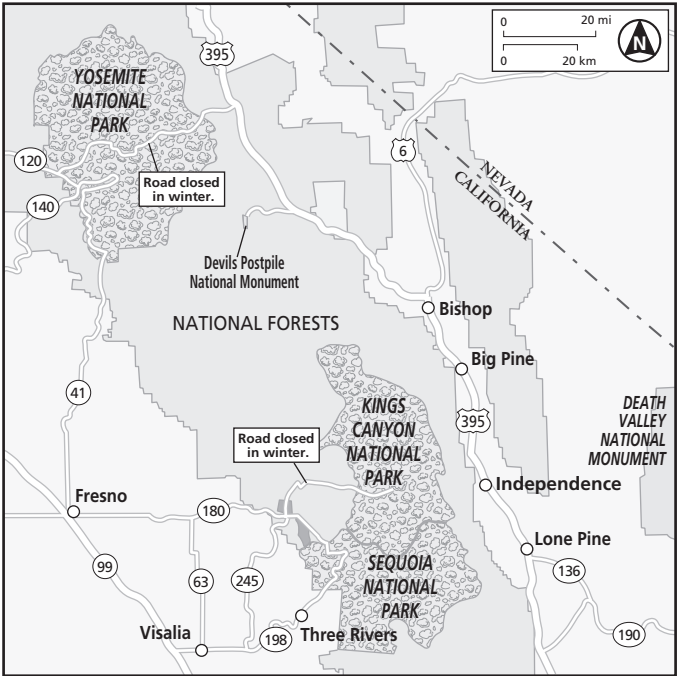 0 20 mi
0 20 km
N
395
YOSEMITE
NATIONAL
PARK
6
120
Road closed
in winter.
NEVADA
CALIFORNIA
140
Devils Postpile
National Monument
Bishop
NATIONAL FORESTS
Big Pine
41
KINGS
CANYON
NATIONAL
PARK
395
DEATH
VALLEY
NATIONAL
MONUMENT
Road closed
in winter.
Independence
Fresno
180
Lone Pine
99
63
245
SEQUOIA
NATIONAL
PARK
136
Visalia
198
Three Rivers
190